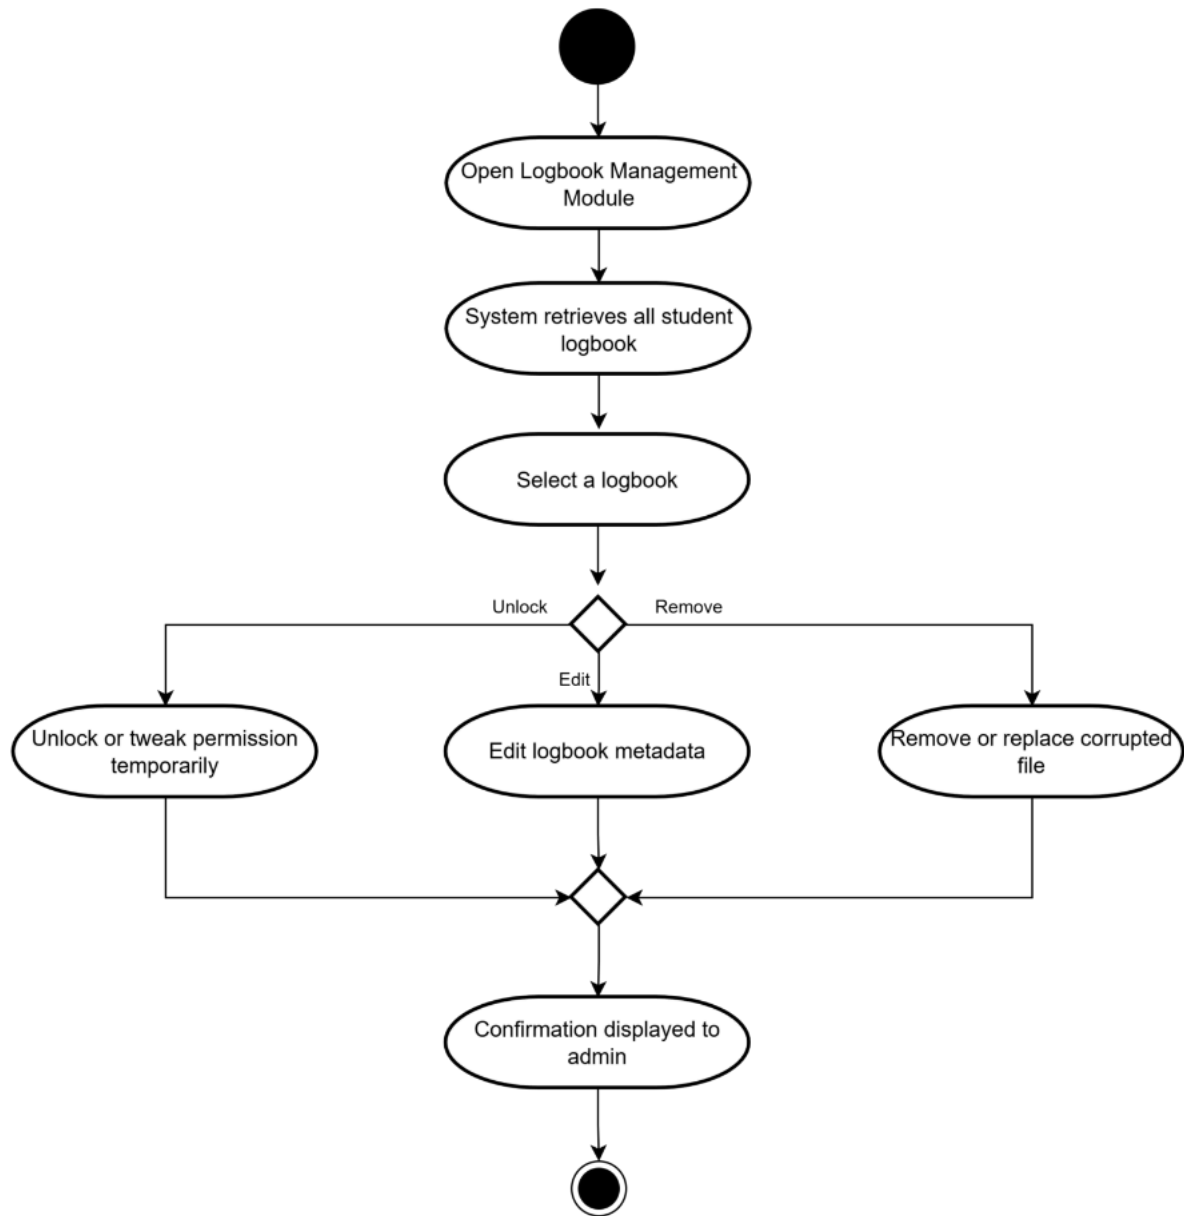 Open Logbook Management
Module
System retrieves all student
logbook
Select a logbook
Unlock
Remove
Edit
Unlock or tweak permission
temporarily
Edit logbook metadata
Remove or replace corrupted
file
Confirmation displayed to
admin